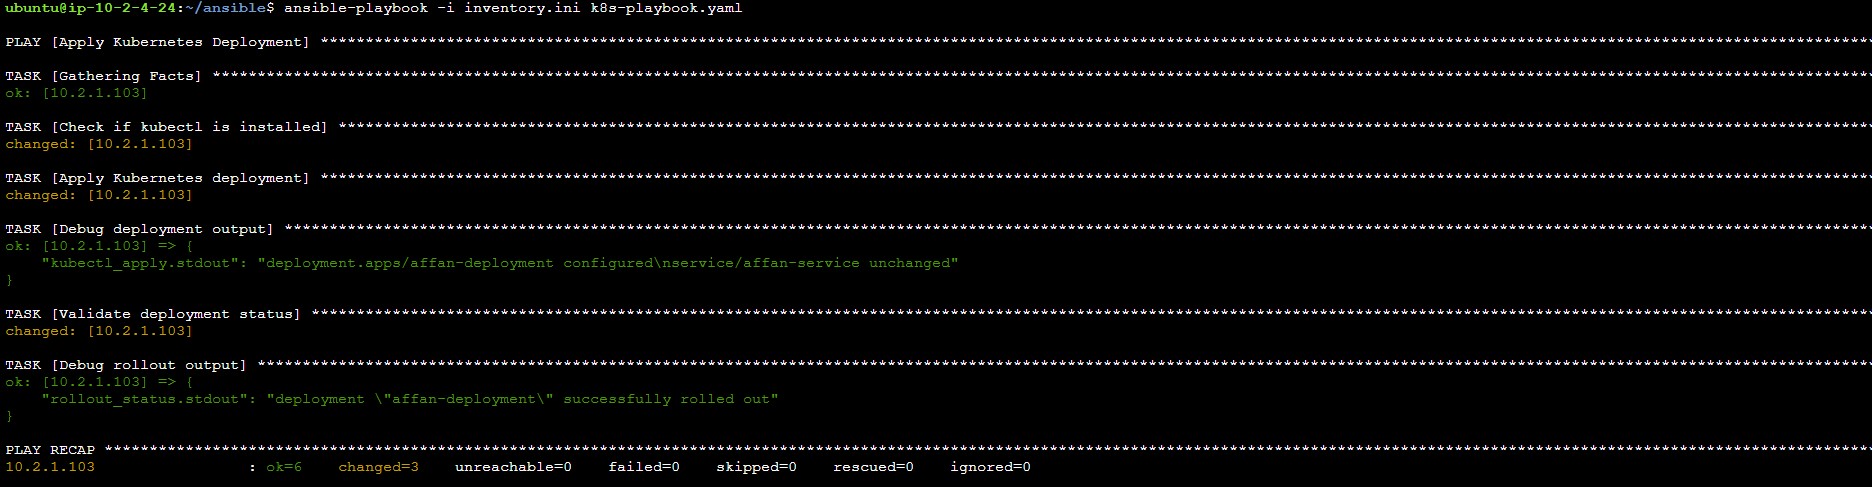 ubuntu@ip-10-2-4-24:~/ansible$ ansible-playbook -i inventory.ini k8s-playbook.yaml
PLAY [Apply Kubernetes Deployment] ****************************************************************************************************************************************************************************
TASK [Gathering Facts] ****************************************************************************************************************************************************************************************
ok: [10.2.1.103]
TASK [Check if kubectl is installed] **************************************************************************************************************************************************************************
changed: [10.2.1.103]
TASK [Apply Kubernetes deployment] ****************************************************************************************************************************************************************************
changed: [10.2.1.103]
TASK [Debug deployment output] ********************************************************************************************************************************************************************************
ok: [10.2.1.103] => {
    "kubectl_apply.stdout": "deployment.apps/affan-deployment configured\nservice/affan-service unchanged"
}
TASK [Validate deployment status] *****************************************************************************************************************************************************************************
changed: [10.2.1.103]
TASK [Debug rollout output] ***********************************************************************************************************************************************************************************
ok: [10.2.1.103] => {
    "rollout_status.stdout": "deployment \"affan-deployment\" successfully rolled out"
}
PLAY RECAP ****************************************************************************************************************************************************************************************************
10.2.1.103                 : ok=6    changed=3    unreachable=0    failed=0    skipped=0    rescued=0    ignored=0